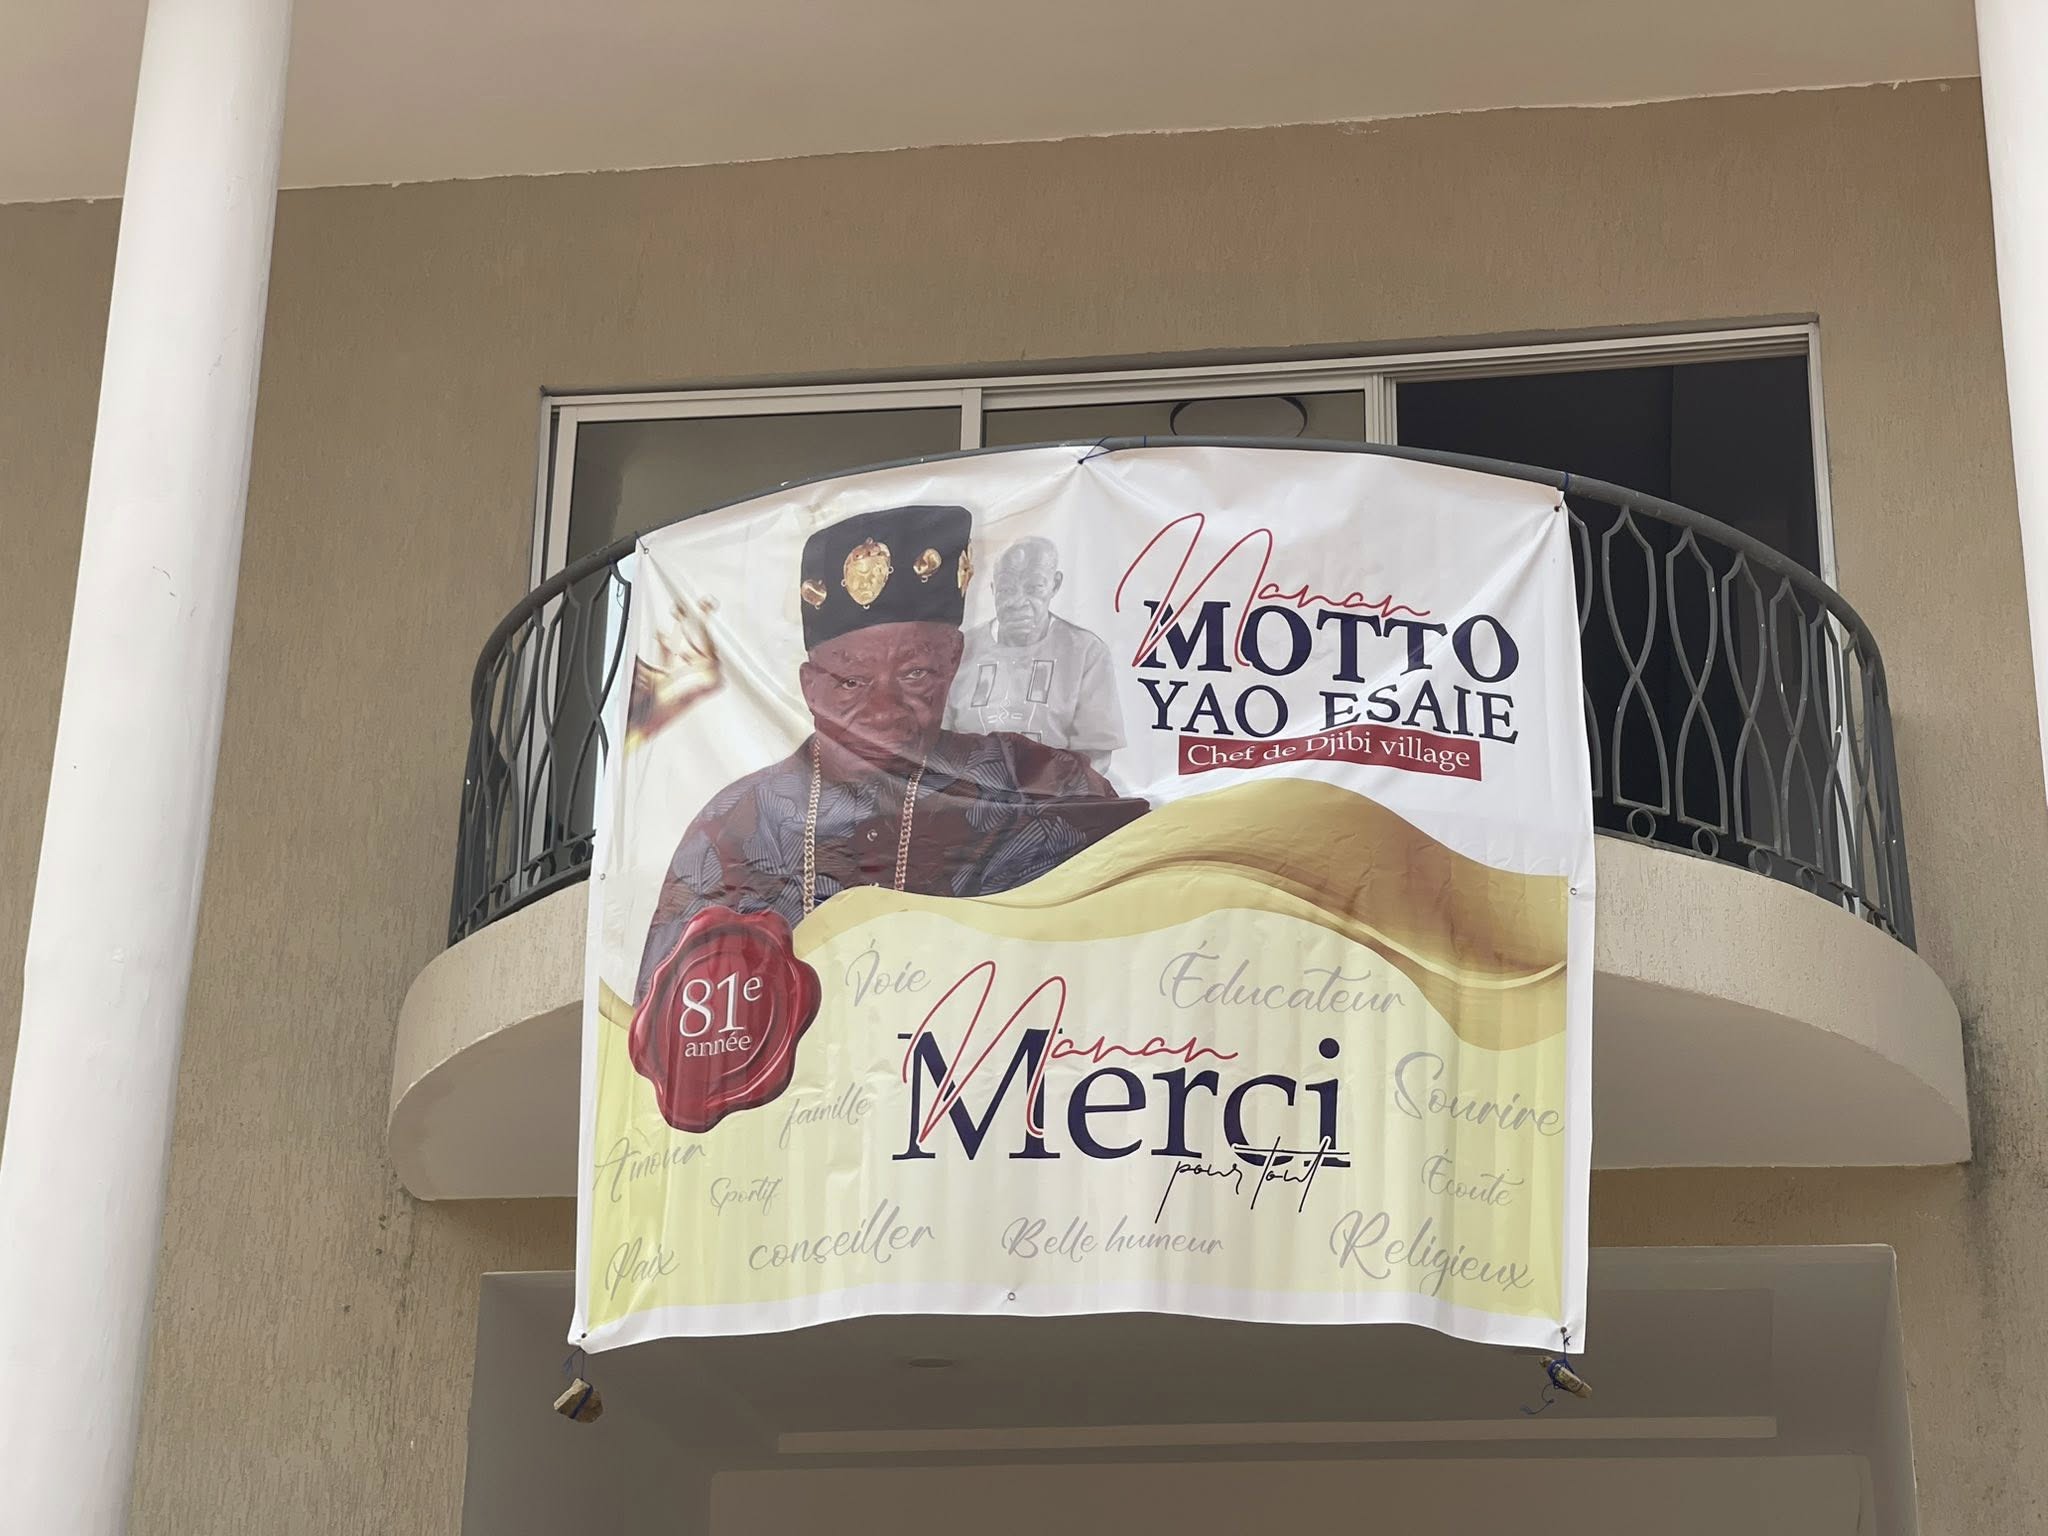 Nanan
MOTTO
YAO ESAIE
Chef de Djibi village
81e
année
Joie
Éducateur
Nanan
Merci
pour tout
Sourire
famille
Amour
Sportif
Écoute
Paix
conseiller
Belle humeur
Religieux